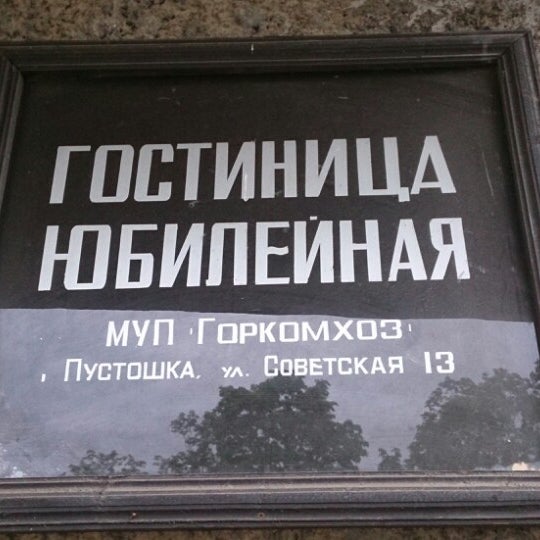 ГОСТИНИЦА
ЮБИЛЕЙНАЯ
МУП "ГОРКОМХОЗ"
ПУСТОШКА, ул. СОВЕТСКАЯ 13